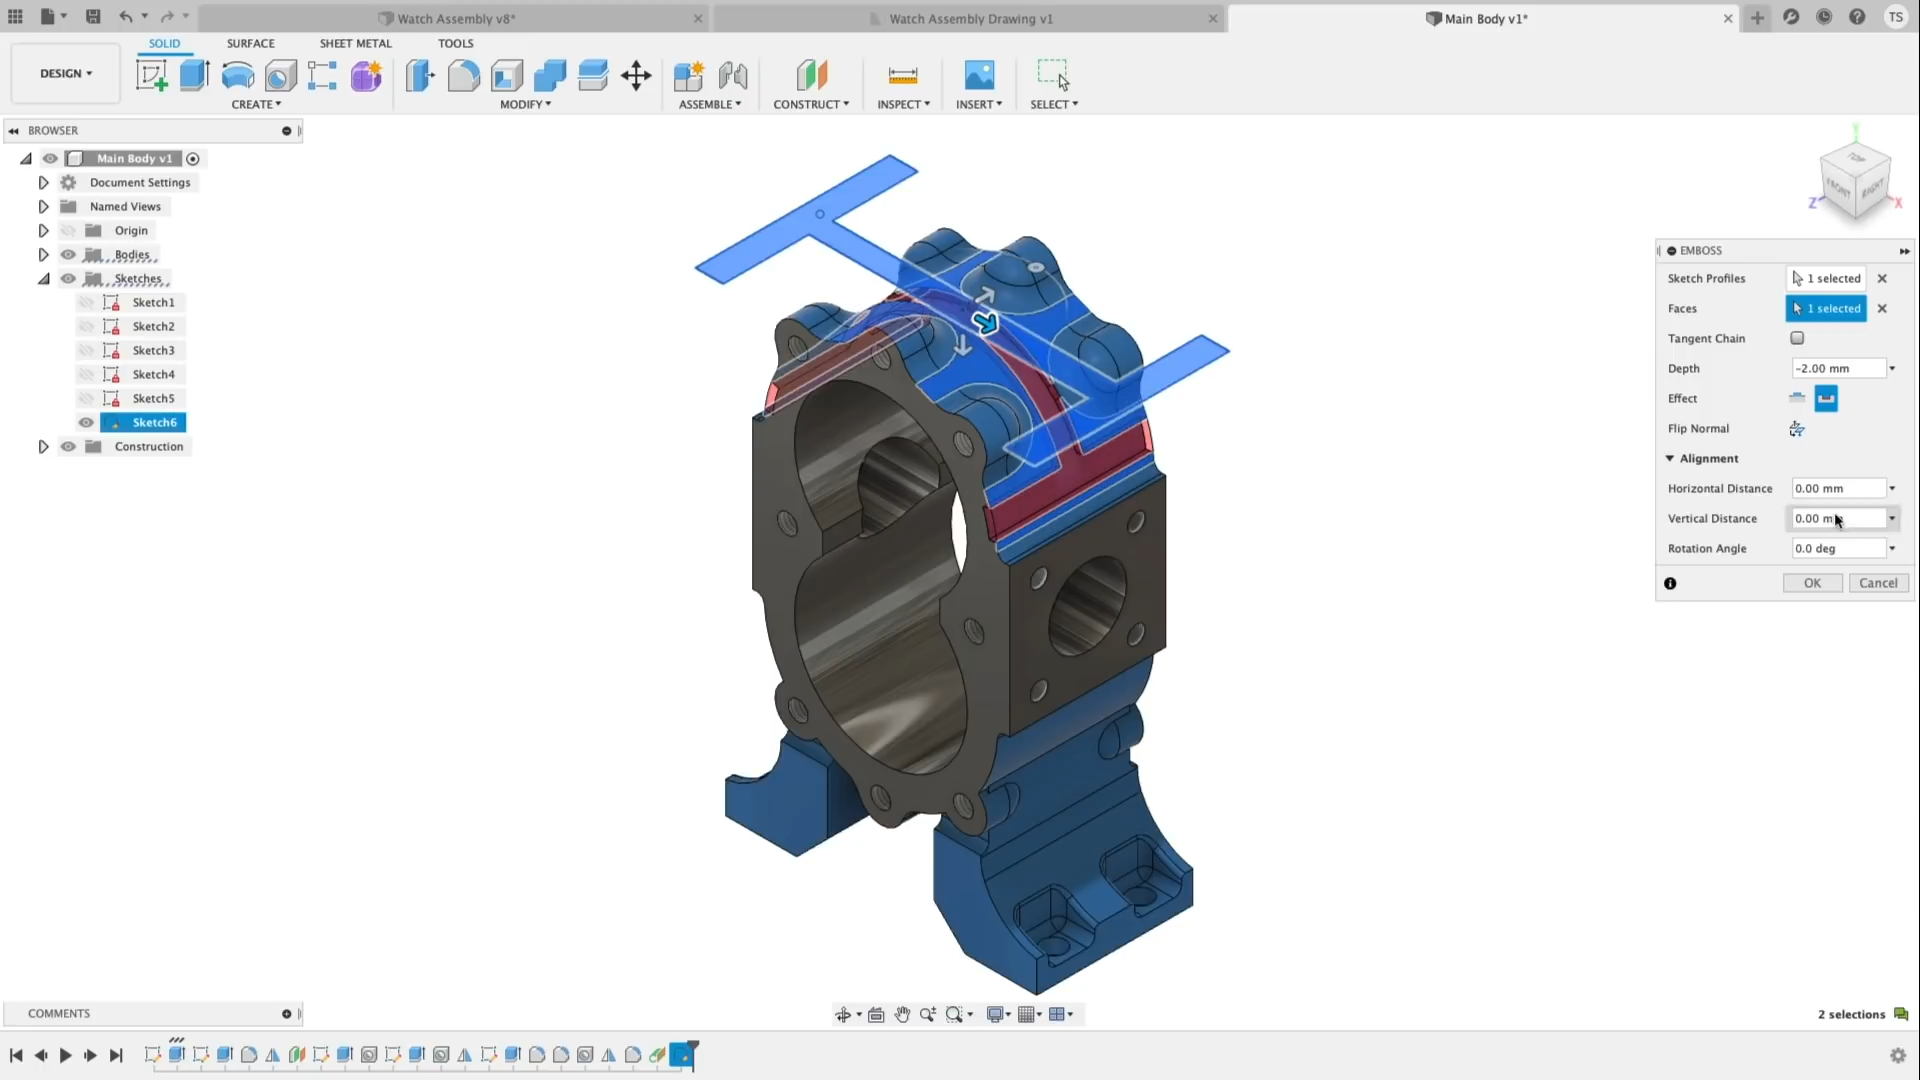 Watch Assembly v8*
Watch Assembly Drawing v1
Main Body v1*
TS
SOLID
SURFACE
SHEET METAL
TOOLS
DESIGN
CREATE
MODIFY
ASSEMBLE
CONSTRUCT
INSPECT
INSERT
SELECT
BROWSER
Main Body v1
Document Settings
Named Views
Origin
Bodies
Sketches
Sketch1
Sketch2
Sketch3
Sketch4
Sketch5
Sketch6
Construction
Y
TOP
FRONT
RIGHT
Z
X
EMBOSS
Sketch Profiles 1 selected
Faces 1 selected
Tangent Chain
Depth -2.00 mm
Effect
Flip Normal
Alignment
Horizontal Distance 0.00 mm
Vertical Distance 0.00 m
Rotation Angle 0.0 deg
OK Cancel
COMMENTS
2 selections